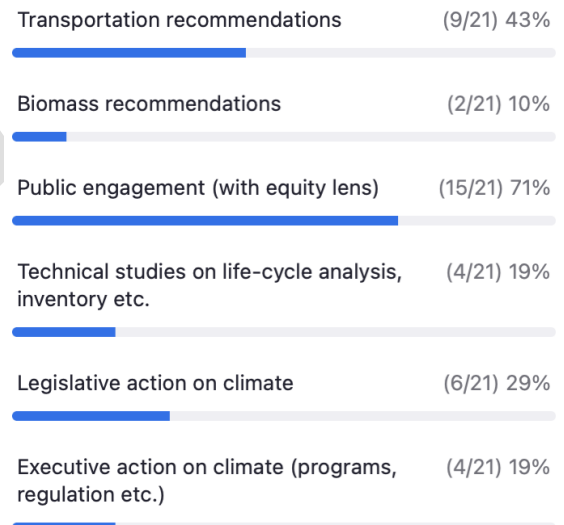 Transportation recommendations (9/21) 43%
Biomass recommendations (2/21) 10%
Public engagement (with equity lens) (15/21) 71%
Technical studies on life-cycle analysis, (4/21) 19%
inventory etc.
Legislative action on climate (6/21) 29%
Executive action on climate (programs, (4/21) 19%
regulation etc.)